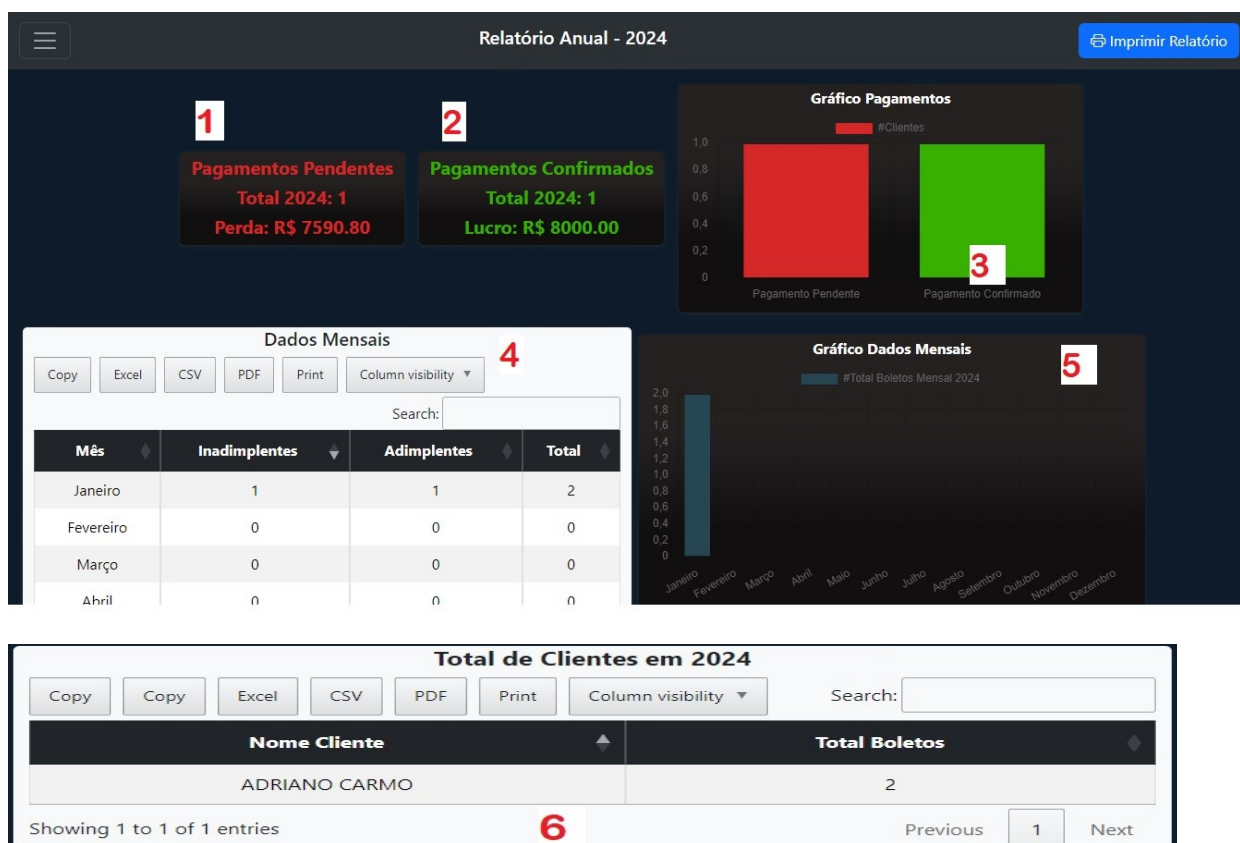 Relatório Anual - 2024
Imprimir Relatório
1
Pagamentos Pendentes
Total 2024: 1
Perda: R$ 7590.80
2
Pagamentos Confirmados
Total 2024: 1
Lucro: R$ 8000.00
Gráfico Pagamentos
#Clientes
1,0
0,8
0,6
0,4
0,2
0
3
Pagamento Pendente Pagamento Confirmado
Dados Mensais
4
Copy Excel CSV PDF Print Column visibility
Search:
Mês Inadimplentes Adimplentes Total
Janeiro 1 1 2
Fevereiro 0 0 0
Março 0 0 0
Abril 0 0 0
Gráfico Dados Mensais
5
#Total Boletos Mensal 2024
2,0
1,8
1,6
1,4
1,2
1,0
0,8
0,6
0,4
0,2
0
Janeiro Fevereiro Março Abril Maio Junho Julho Agosto Setembro Outubro Novembro Dezembro
Total de Clientes em 2024
Copy Copy Excel CSV PDF Print Column visibility Search:
Nome Cliente Total Boletos
ADRIANO CARMO 2
Showing 1 to 1 of 1 entries 6 Previous 1 Next